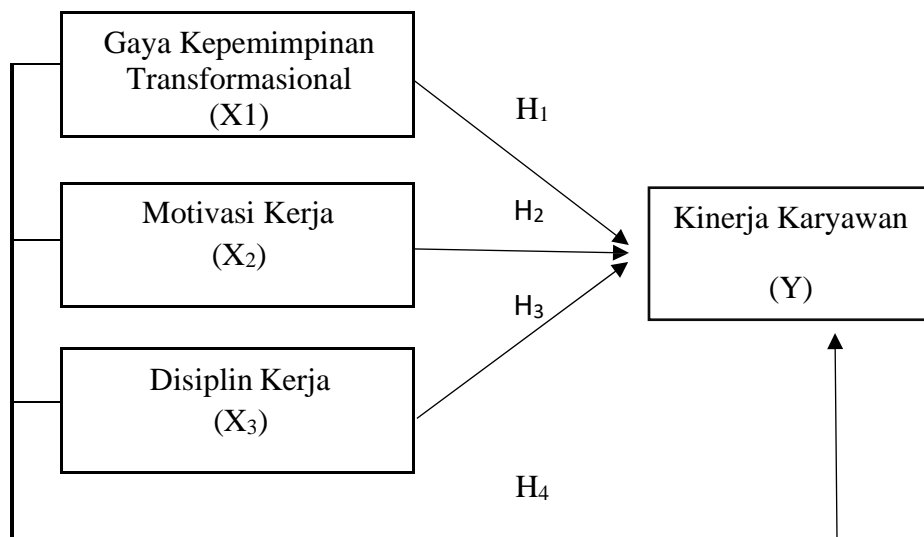 Gaya Kepemimpinan
Transformasional
(X1)
H₁
Motivasi Kerja
(X₂)
H₂
Kinerja Karyawan
(Y)
H₃
Disiplin Kerja
(X₃)
H₄